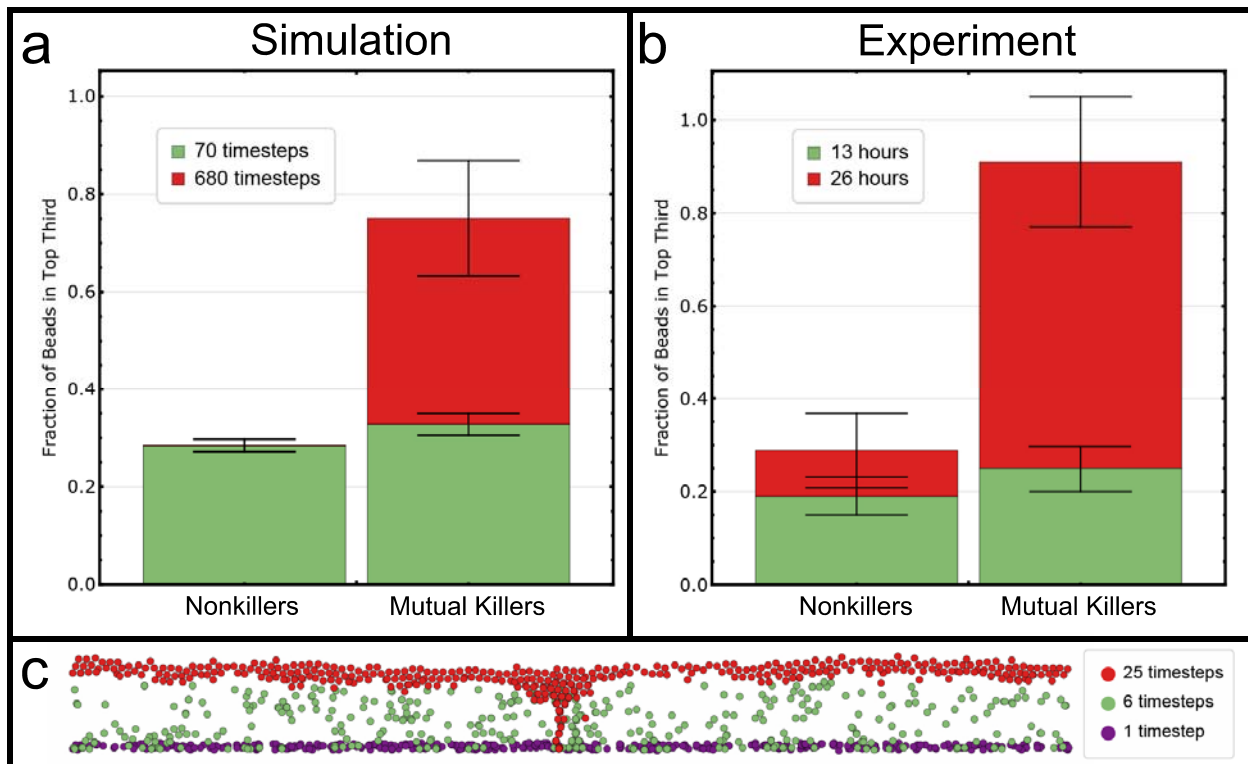 a
Simulation
Fraction of Beads in Top Third
1.0
0.8
0.6
0.4
0.2
0.0
70 timesteps
680 timesteps
Nonkillers
Mutual Killers
b
Experiment
Fraction of Beads in Top Third
1.0
0.8
0.6
0.4
0.2
0.0
13 hours
26 hours
Nonkillers
Mutual Killers
c
25 timesteps
6 timesteps
1 timestep